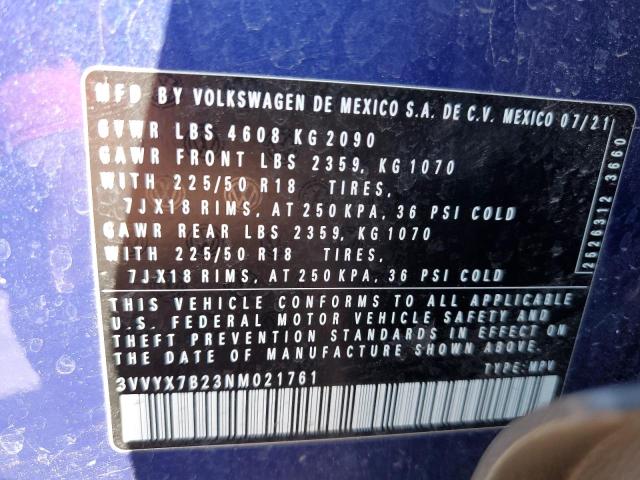 MFD BY VOLKSWAGEN DE MEXICO S.A. DE C.V. MEXICO 07/21
GVWR LBS 4608 KG 2090
GAWR FRONT LBS 2359, KG 1070
WITH 225/50 R18 TIRES,
7JX18 RIMS, AT 250 KPA, 36 PSI COLD
GAWR REAR LBS 2359, KG 1070
WITH 225/50 R18 TIRES,
7JX18 RIMS, AT 250 KPA, 36 PSI COLD
2526312 3660
THIS VEHICLE CONFORMS TO ALL APPLICABLE
U.S. FEDERAL MOTOR VEHICLE SAFETY AND
THEFT PREVENTION STANDARDS IN EFFECT ON
THE DATE OF MANUFACTURE SHOWN ABOVE.
3VVYX7B23NM021761 TYPE: MPV